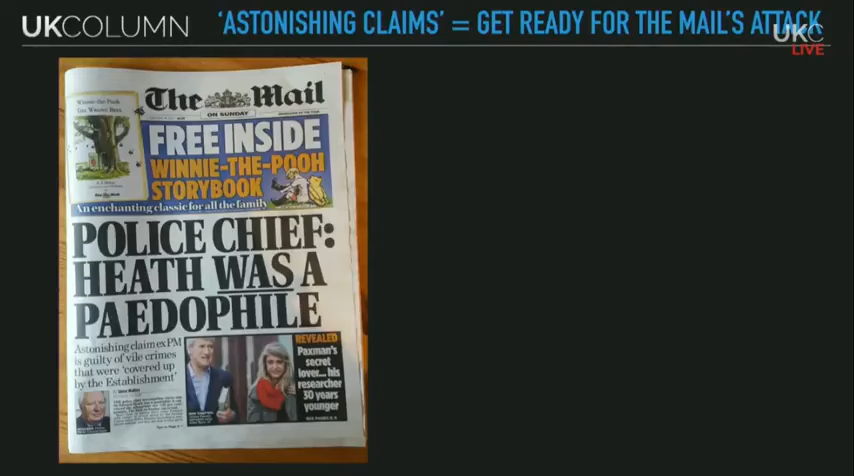 UKCOLUMN
'ASTONISHING CLAIMS' = GET READY FOR THE MAIL'S ATTACK
UKC
LIVE
Winnie-the-Pooh
The Mail
ON SUNDAY
FREE INSIDE
WINNIE-THE-POOH
STORYBOOK
An enchanting classic for all the family
POLICE CHIEF:
HEATH WAS A
PAEDOPHILE
Astonishing claim ex PM
is guilty of vile crimes
that were 'covered up
by the Establishment'
REVEALED
Paxman's
secret
lover... his
researcher
30 years
younger